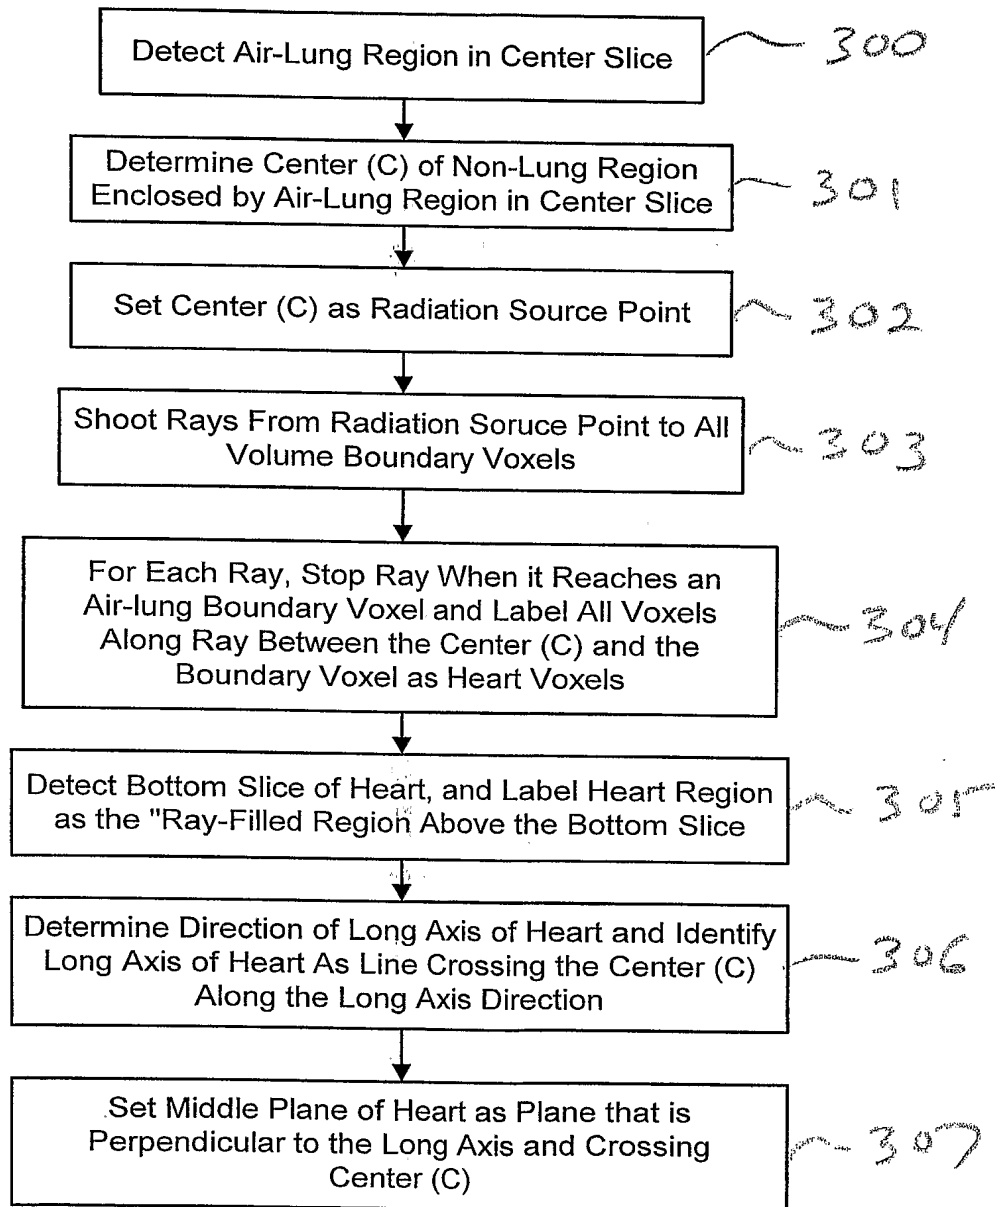 Detect Air-Lung Region in Center Slice
300
Determine Center (C) of Non-Lung Region
Enclosed by Air-Lung Region in Center Slice
301
Set Center (C) as Radiation Source Point
302
Shoot Rays From Radiation Soruce Point to All
Volume Boundary Voxels
303
For Each Ray, Stop Ray When it Reaches an
Air-lung Boundary Voxel and Label All Voxels
Along Ray Between the Center (C) and the
Boundary Voxel as Heart Voxels
304
Detect Bottom Slice of Heart, and Label Heart Region
as the "Ray-Filled Region Above the Bottom Slice
305
Determine Direction of Long Axis of Heart and Identify
Long Axis of Heart As Line Crossing the Center (C)
Along the Long Axis Direction
306
Set Middle Plane of Heart as Plane that is
Perpendicular to the Long Axis and Crossing
Center (C)
307